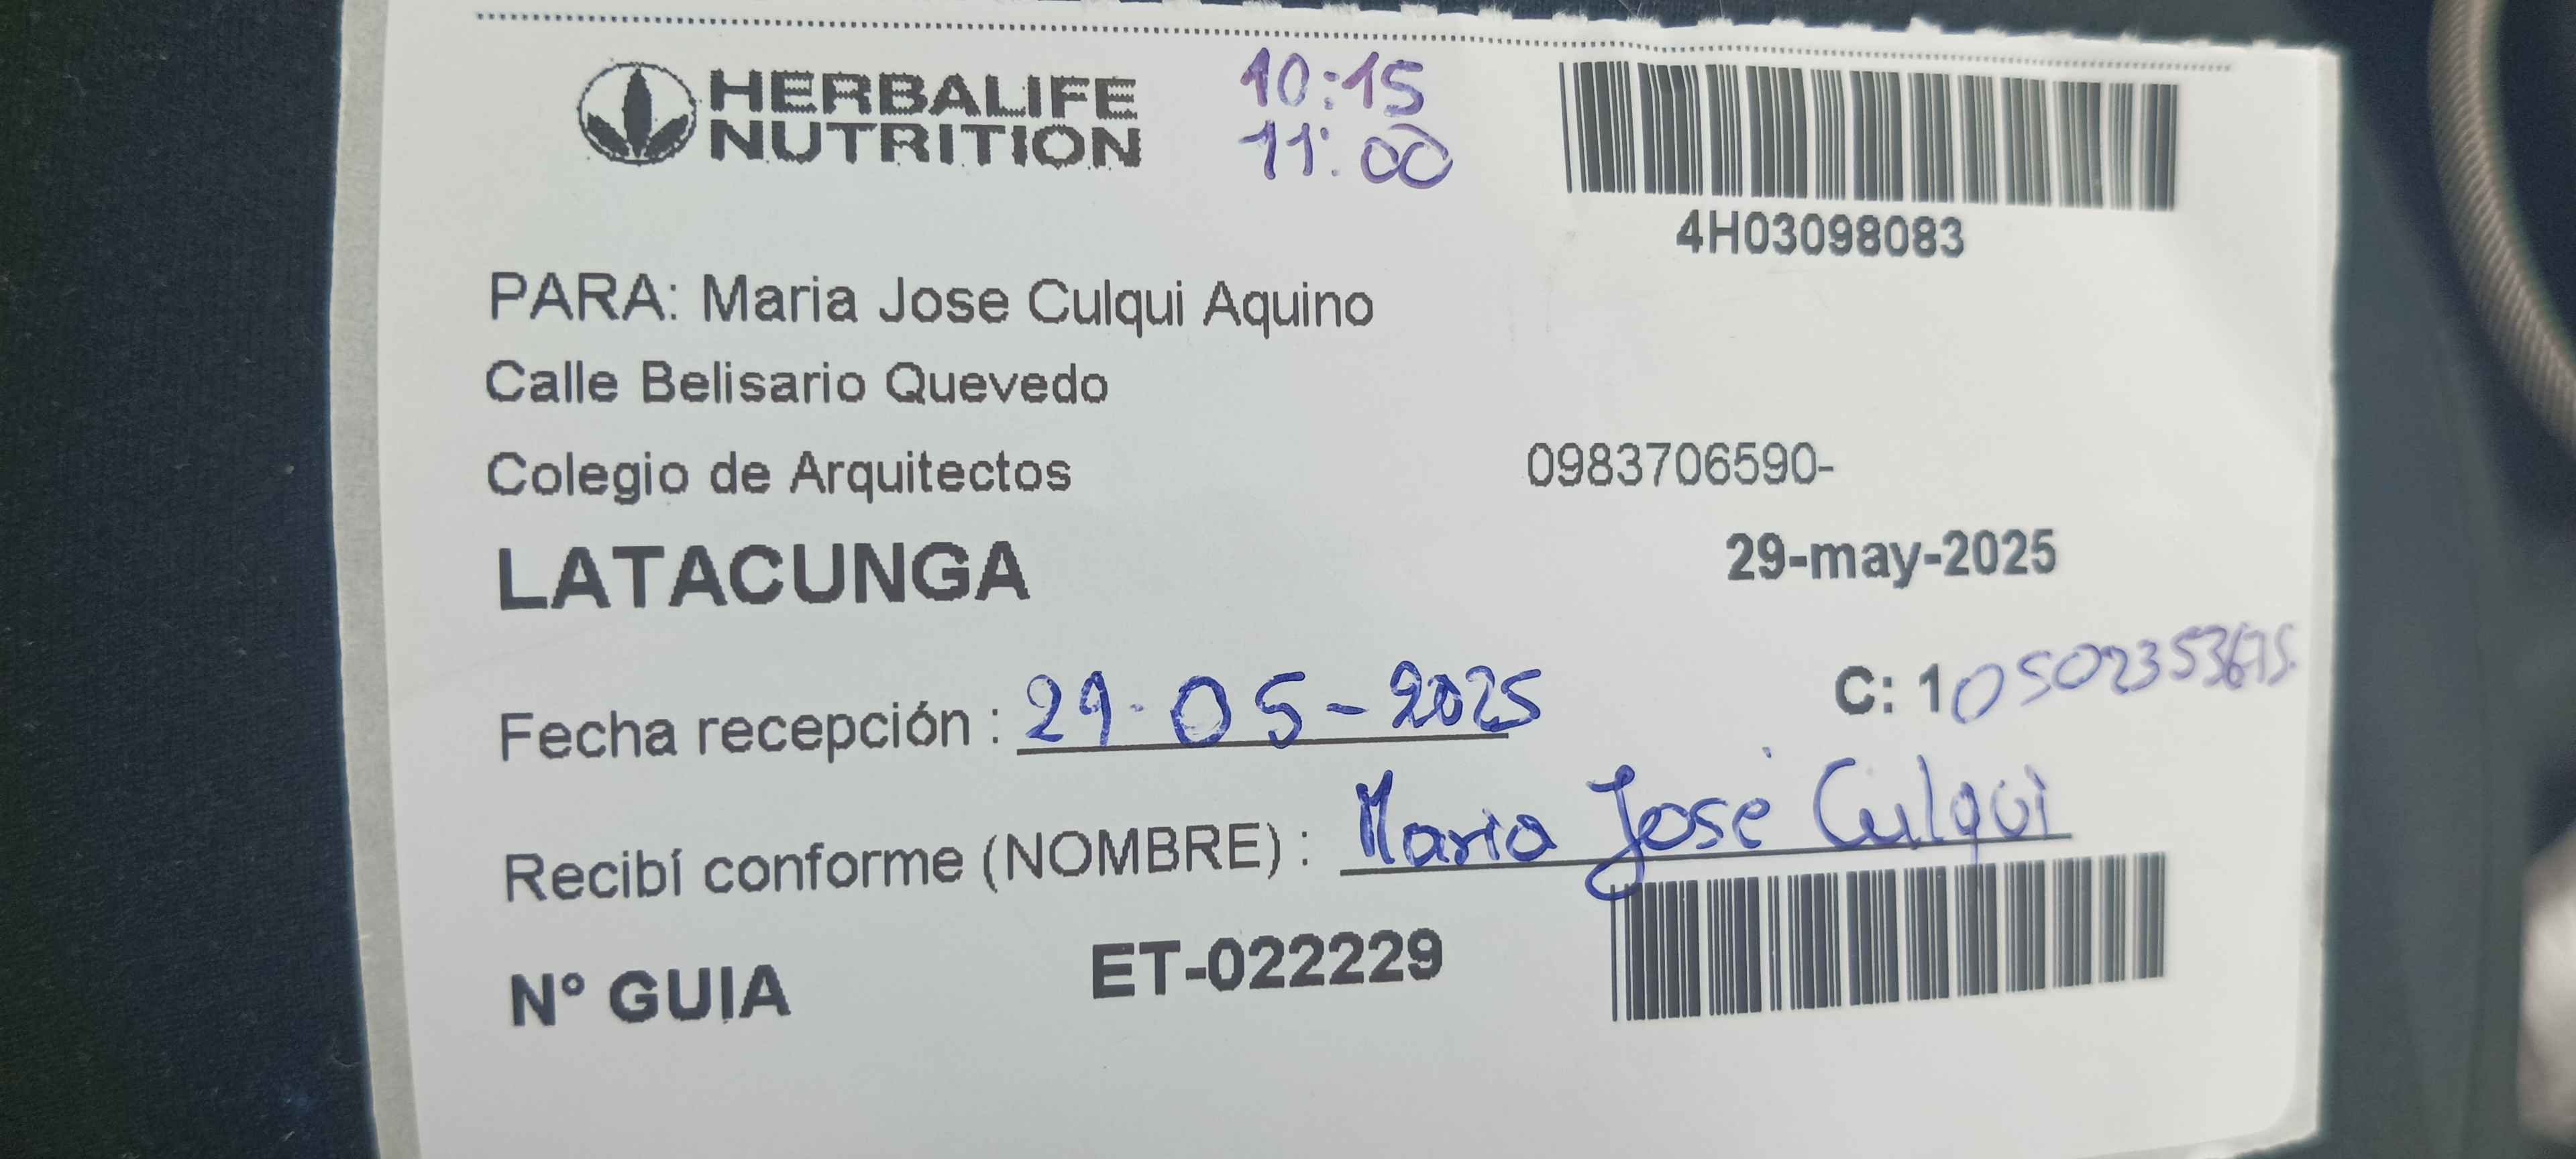 HERBALIFE
NUTRITION
10:15
11:00
4H03098083
PARA: Maria Jose Culqui Aquino
Calle Belisario Quevedo
Colegio de Arquitectos
0983706590-
LATACUNGA
29-may-2025
C: 1
Fecha recepción : 29-05-2025
Recibí conforme (NOMBRE) : Maria José Culqui
N° GUIA ET-022229